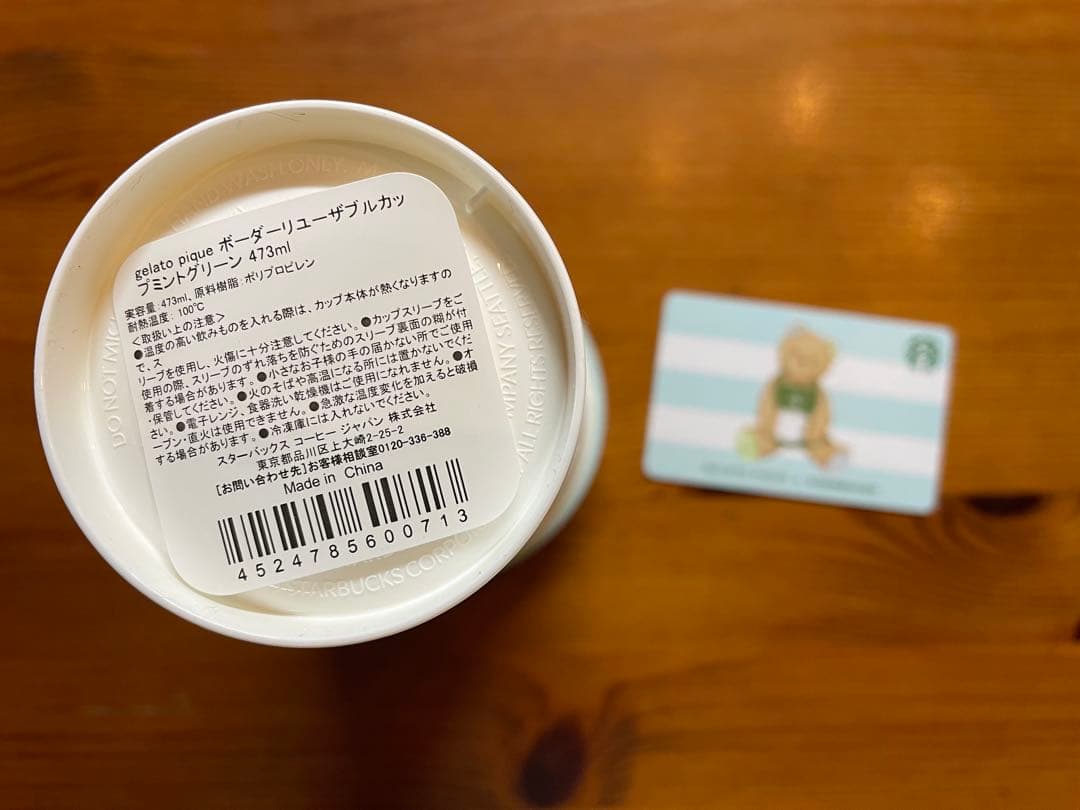 gelato pique ボーダーリユーザブルカッ
プミントグリーン 473ml
実容量:473ml、原料樹脂:ポリプロピレン
耐熱温度: 100℃
＜取扱い上の注意＞
●温度の高い飲みものを入れる際は、カップ本体が熱くなりますの
で、ス
リーブを使用し、火傷に十分注意してください。●カップスリーブをご
使用の際、スリーブのずれ落ちを防ぐためのスリーブ裏面の糊が付
着する場合があります。●小さなお子様の手の届かない所でご使用
・保管してください。●火のそばや高温になる所には置かないでくだ
さい。●電子レンジ、食器洗い乾燥機はご使用になれません。●オ
ーブン・直火は使用できません。●急激な温度変化を加えると破損
する場合があります。●冷凍庫には入れないでください。
スターバックス コーヒー ジャパン 株式会社
東京都品川区上大崎2-25-2
[お問い合わせ先]お客様相談室0120-336-388
Made in China
4524785600713
HAND WASH ONLY
DO NOT MIC
STARBUCKS CORPO
MPANY SEATTLE
ALL RIGHTS RESERVED